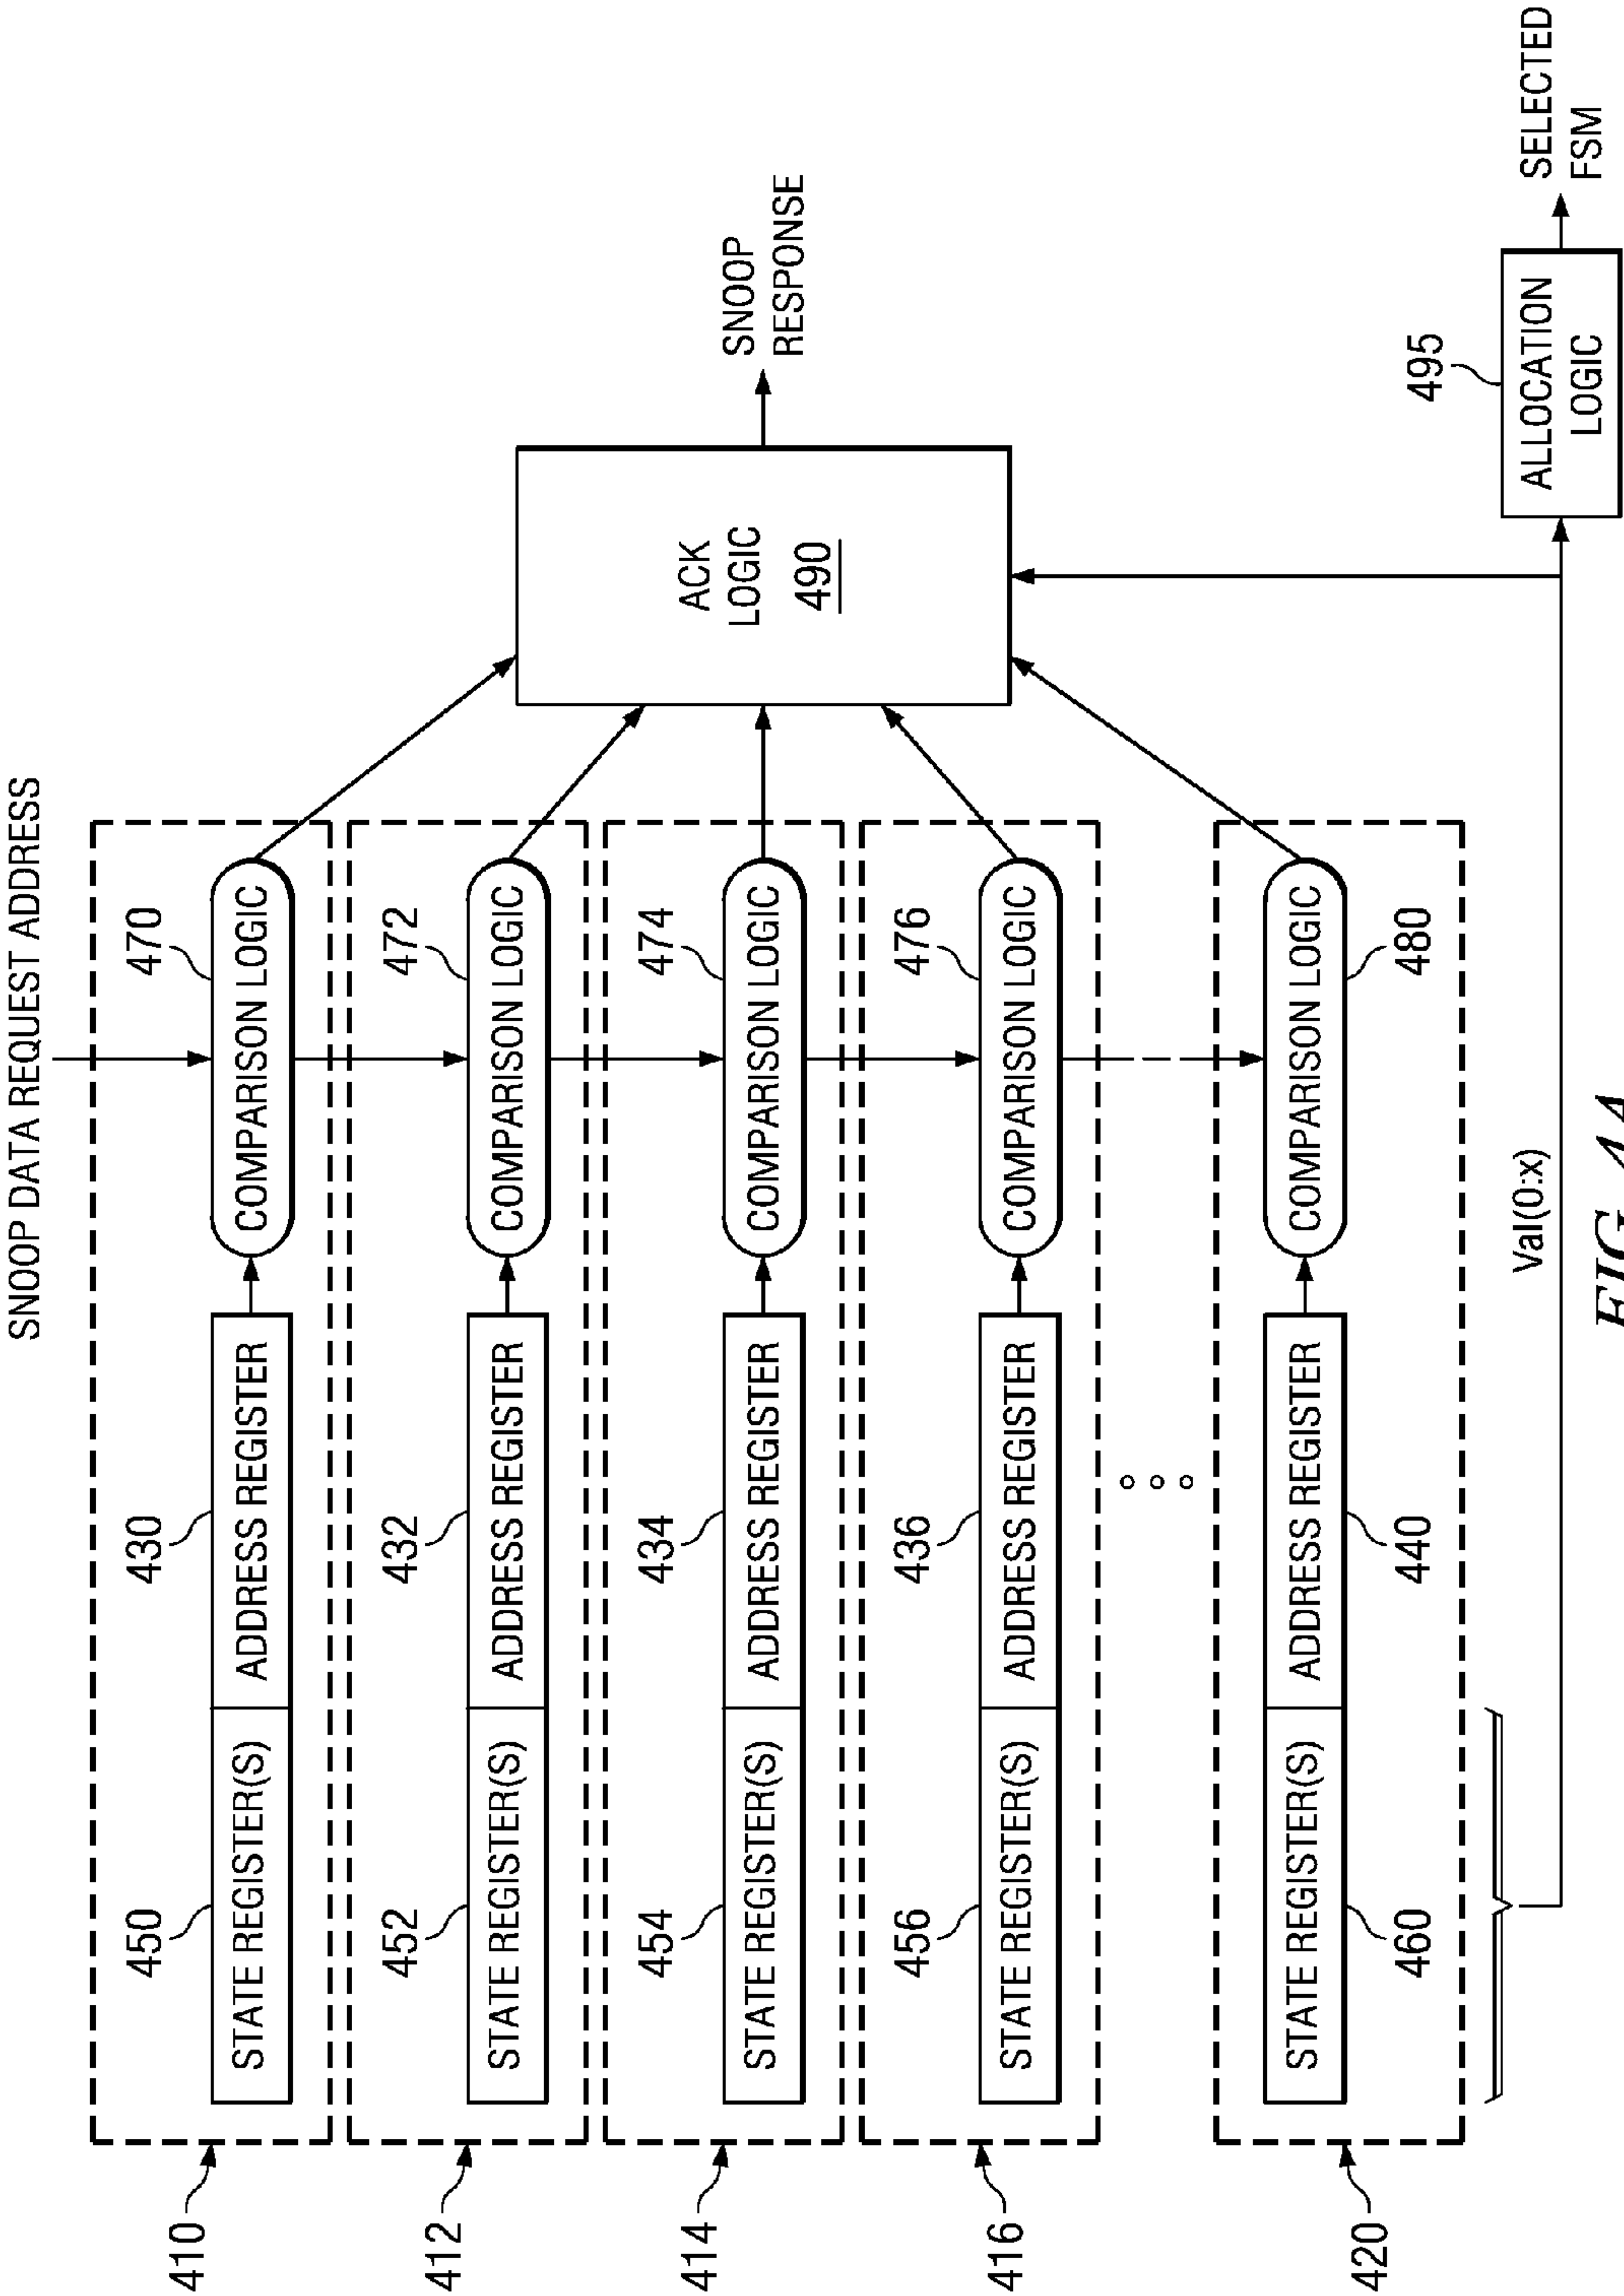 SNOOP DATA REQUEST ADDRESS
410
450
430
470
STATE REGISTER(S)
ADDRESS REGISTER
COMPARISON LOGIC
412
452
432
472
STATE REGISTER(S)
ADDRESS REGISTER
COMPARISON LOGIC
414
454
434
474
STATE REGISTER(S)
ADDRESS REGISTER
COMPARISON LOGIC
416
456
436
476
STATE REGISTER(S)
ADDRESS REGISTER
COMPARISON LOGIC
420
STATE REGISTER(S)
ADDRESS REGISTER
COMPARISON LOGIC
460
440
480
ACK
LOGIC
490
SNOOP
RESPONSE
Val(0:x)
495
ALLOCATION
LOGIC
SELECTED
FSM
FIG. 4A